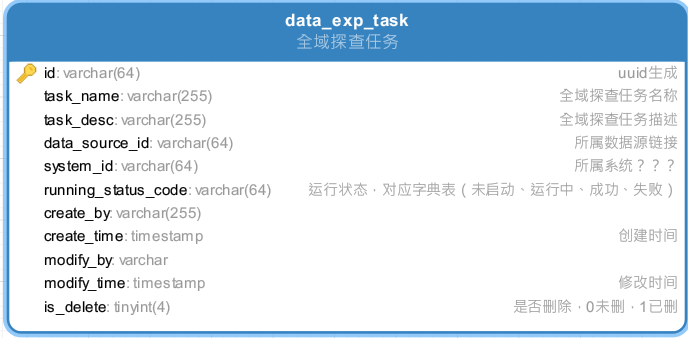 data_exp_task
全域探查任务
id: varchar(64) uuid生成
task_name: varchar(255) 全域探查任务名称
task_desc: varchar(255) 全域探查任务描述
data_source_id: varchar(64) 所属数据源链接
system_id: varchar(64) 所属系统？？？
running_status_code: varchar(64) 运行状态，对应字典表（未启动、运行中、成功、失败）
create_by: varchar(255)
create_time: timestamp 创建时间
modify_by: varchar
modify_time: timestamp 修改时间
is_delete: tinyint(4) 是否删除，0未删，1已删